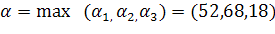 α = max (α₁,α₂,α₃) = (52,68,18)